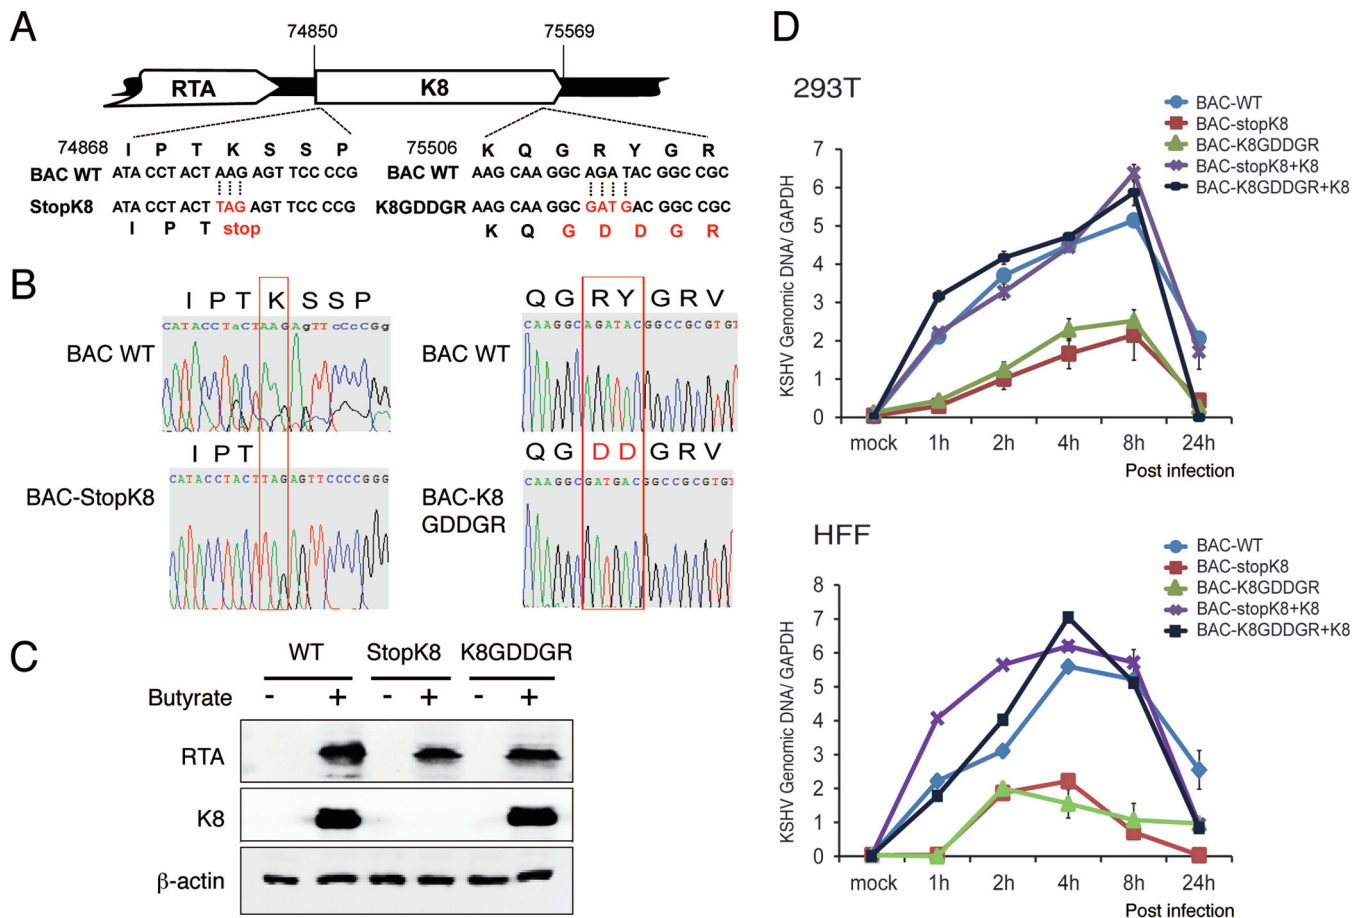 A
74850 75569
RTA K8
74868 I P T K S S P
BAC WT ATA CCT ACT AAG AGT TCC CCG
StopK8 ATA CCT ACT TAG AGT TCC CCG
I P T stop
75506 K Q G R Y G R
BAC WT AAG CAA GGC AGA TAC GGC CGC
K8GDDGR AAG CAA GGC GAT GAC GGC CGC
K Q G D D G R
B
I P T K S S P
CATACCTaCTAAGAgTTcCCcGg
BAC WT
I P T
CATACCTACTTAGAGTTCCCCGGG
BAC-StopK8
Q G R Y G R V
CAAGGCAGATACGGCCGCGTGT
BAC WT
Q G D D G R V
CAAGGCGATGACGGCCGCGTGT
BAC-K8
GDDGR
C
WT StopK8 K8GDDGR
Butyrate - + - + - +
RTA
K8
β-actin
D
293T
BAC-WT
BAC-stopK8
BAC-K8GDDGR
BAC-stopK8+K8
BAC-K8GDDGR+K8
KSHV Genomic DNA/ GAPDH
7
6
5
4
3
2
1
0
mock 1h 2h 4h 8h 24h
Post infection
HFF
BAC-WT
BAC-stopK8
BAC-K8GDDGR
BAC-stopK8+K8
BAC-K8GDDGR+K8
KSHV Genomic DNA/ GAPDH
8
7
6
5
4
3
2
1
0
mock 1h 2h 4h 8h 24h
Post infection